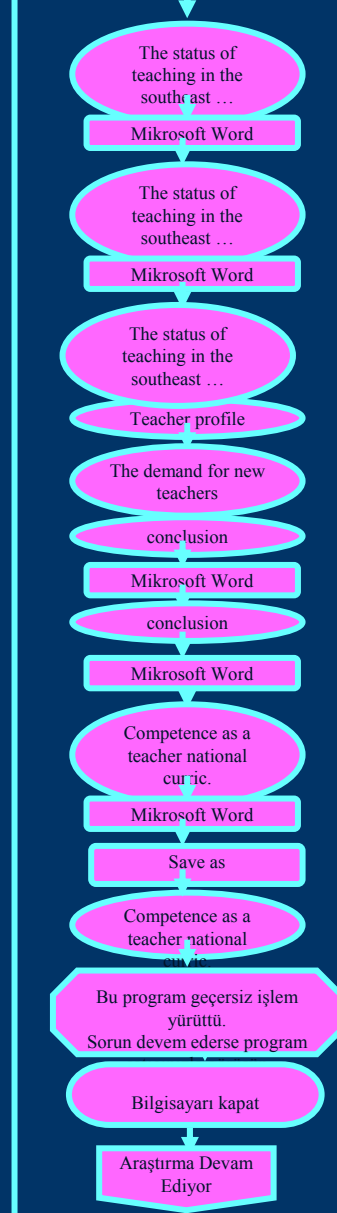 The status of
teaching in the
southeast …
Mikrosoft Word
The status of
teaching in the
southeast …
Mikrosoft Word
The status of
teaching in the
southeast …
Teacher profile
The demand for new
teachers
conclusion
Mikrosoft Word
conclusion
Mikrosoft Word
Competence as a
teacher national
curric.
Mikrosoft Word
Save as
Competence as a
teacher national
curric.
Bu program geçersiz işlem
yürüttü.
Sorun devem ederse program
Bilgisayarı kapat
Araştırma Devam
Ediyor